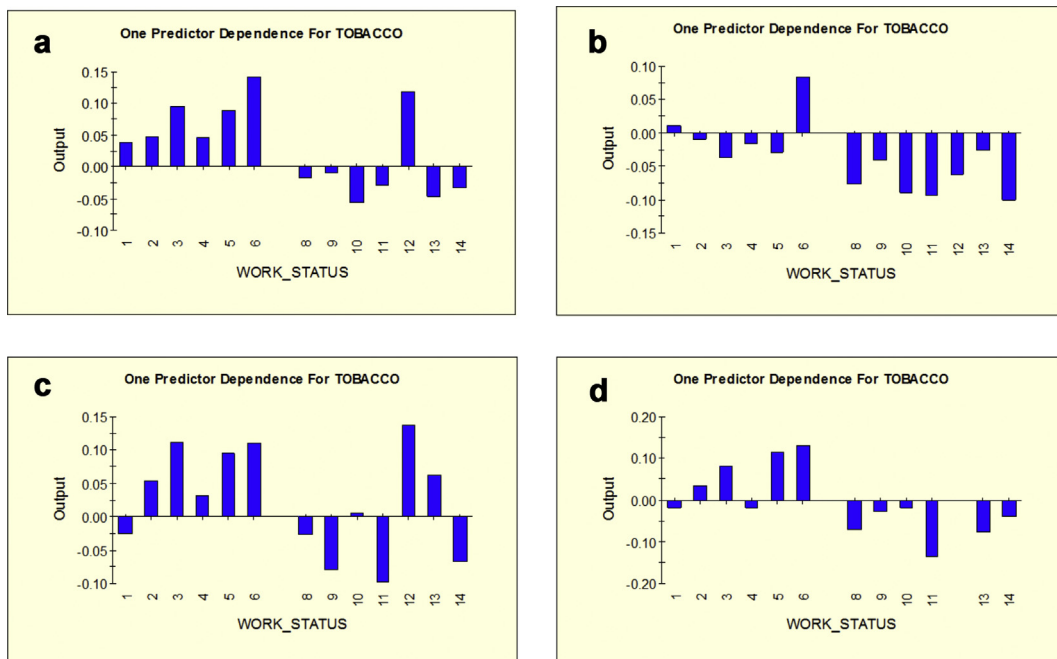 a
One Predictor Dependence For TOBACCO
0.15
0.10
0.05
0.00
-0.05
-0.10
Output
1 2 3 4 5 6 8 9 10 11 12 13 14
WORK_STATUS
b
One Predictor Dependence For TOBACCO
0.10
0.05
0.00
-0.05
-0.10
-0.15
Output
1 2 3 4 5 6 8 9 10 11 12 13 14
WORK_STATUS
c
One Predictor Dependence For TOBACCO
0.15
0.10
0.05
0.00
-0.05
-0.10
Output
1 2 3 4 5 6 8 9 10 11 12 13 14
WORK_STATUS
d
One Predictor Dependence For TOBACCO
0.20
0.10
0.00
-0.10
-0.20
Output
1 2 3 4 5 6 8 9 10 11 13 14
WORK_STATUS